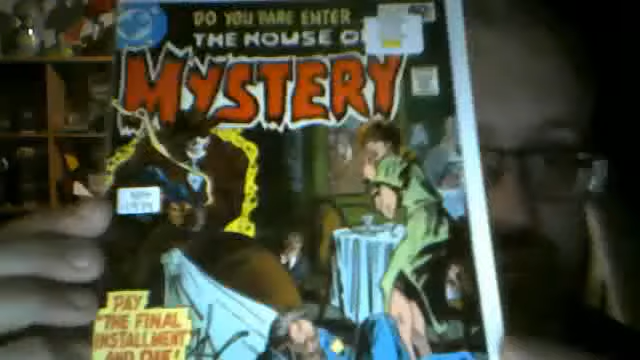 DO YOU DARE ENTER
THE HOUSE OF
MYSTERY
PAY
"THE FINAL
INSTALLMENT
AND DIE!